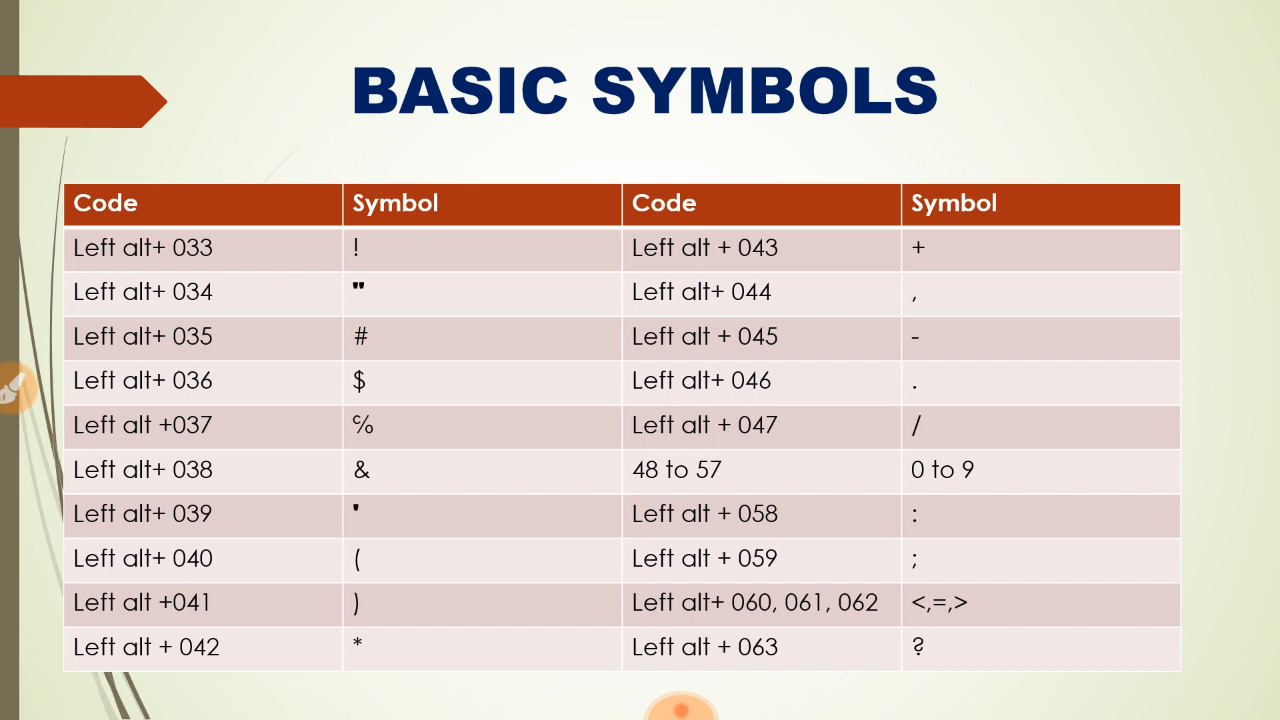 BASIC SYMBOLS
Code Symbol Code Symbol
Left alt+ 033 ! Left alt + 043 +
Left alt+ 034 " Left alt+ 044 ,
Left alt+ 035 # Left alt + 045 -
Left alt+ 036 $ Left alt+ 046 .
Left alt +037 ℅ Left alt + 047 /
Left alt+ 038 & 48 to 57 0 to 9
Left alt+ 039 ' Left alt + 058 :
Left alt+ 040 ( Left alt + 059 ;
Left alt +041 ) Left alt+ 060, 061, 062 <,=,>
Left alt + 042 * Left alt + 063 ?